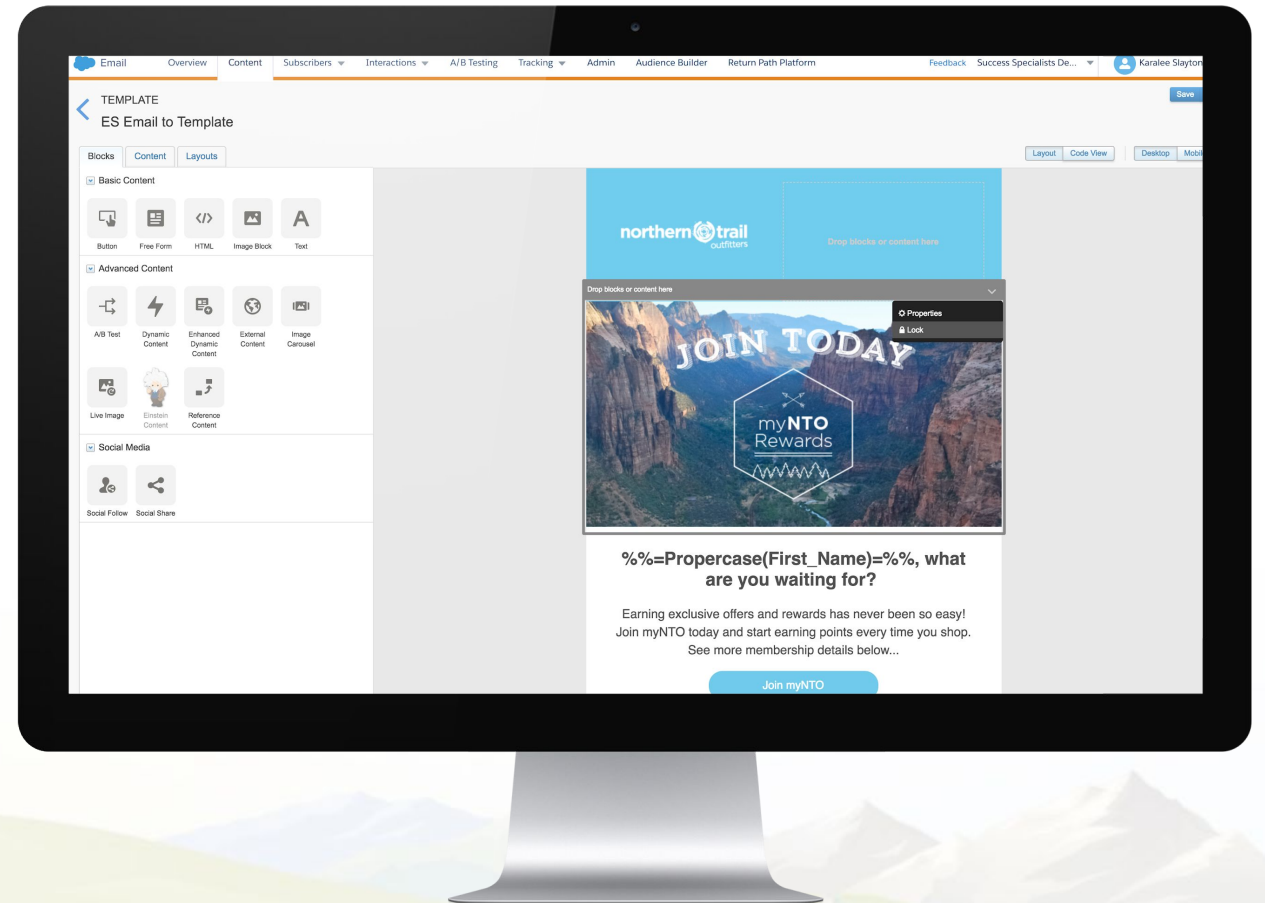 Email Overview Content Subscribers Interactions A/B Testing Tracking Admin Audience Builder Return Path Platform Feedback Success Specialists De... Karalee Slayton
TEMPLATE
ES Email to Template
Save
Blocks Content Layouts
Layout Code View Desktop Mobil
Basic Content
Button Free Form HTML Image Block Text
Advanced Content
A/B Test
Dynamic
Content
Enhanced
Dynamic
Content
External
Content
Image
Carousel
Live Image
Einstein
Content
Reference
Content
Social Media
Social Follow Social Share
northern trail
outfitters
Drop blocks or content here
Drop blocks or content here
Properties
Lock
JOIN TODAY
myNTO
Rewards
%%=Propercase(First_Name)=%%, what
are you waiting for?
Earning exclusive offers and rewards has never been so easy!
Join myNTO today and start earning points every time you shop.
See more membership details below...
Join myNTO